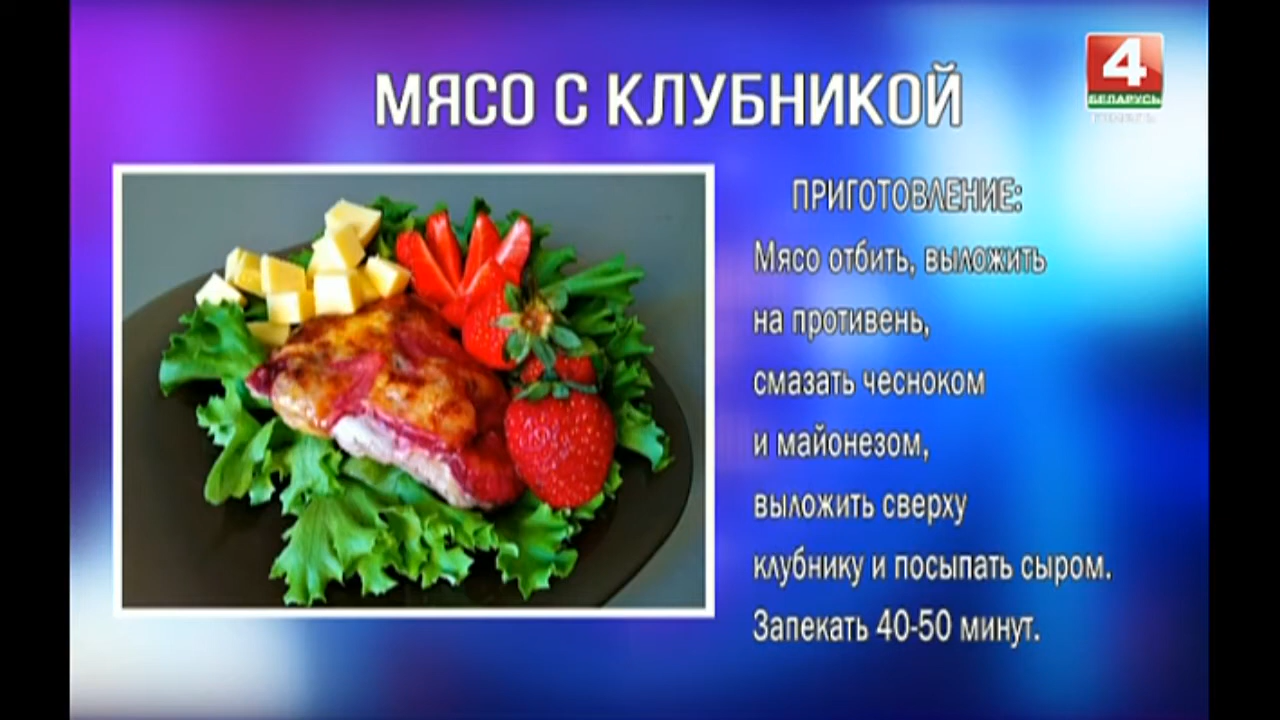 МЯСО С КЛУБНИКОЙ
4
БЕЛАРУСЬ
ПРИГОТОВЛЕНИЕ:
Мясо отбить, выложить
на противень,
смазать чесноком
и майонезом,
выложить сверху
клубнику и посыпать сыром.
Запекать 40-50 минут.